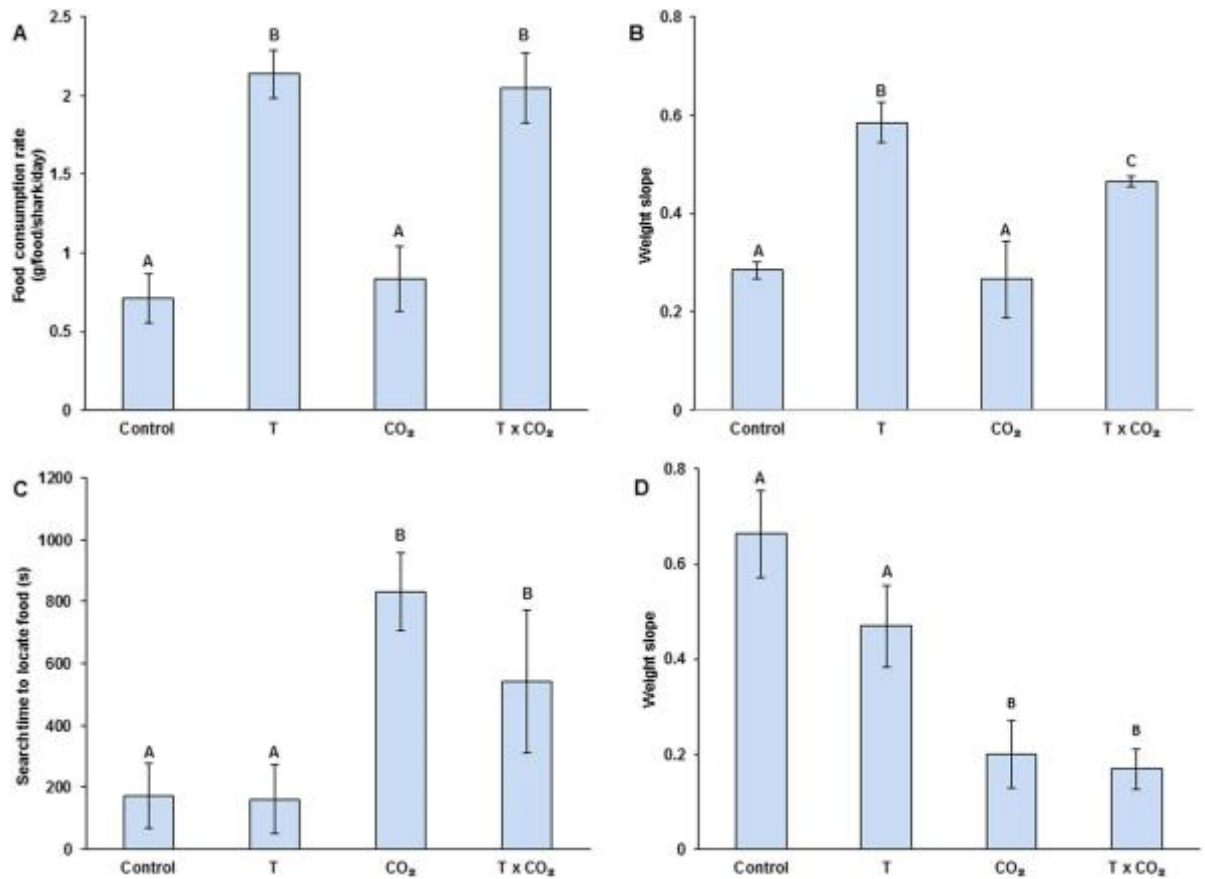 A
Food consumption rate
(g/food/shark/day)
2.5
2
1.5
1
0.5
0
A
B
A
B
Control
T
CO₂
T x CO₂
B
Weight slope
0.8
0.6
0.4
0.2
0
A
B
A
C
Control
T
CO₂
T x CO₂
C
Search time to locate food (s)
1200
1000
800
600
400
200
0
A
A
B
B
Control
T
CO₂
T x CO₂
D
Weight slope
0.8
0.6
0.4
0.2
0
A
A
B
B
Control
T
CO₂
T x CO₂